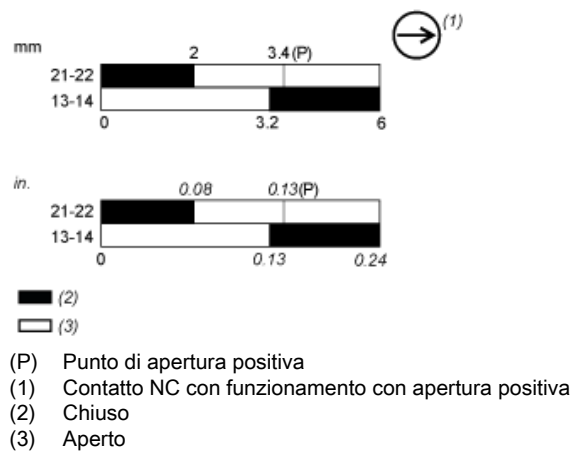 (1)
mm
2 3.4 (P)
21-22
13-14
0 3.2 6
in.
0.08 0.13(P)
21-22
13-14
0 0.13 0.24
(2)
(3)
(P) Punto di apertura positiva
(1) Contatto NC con funzionamento con apertura positiva
(2) Chiuso
(3) Aperto